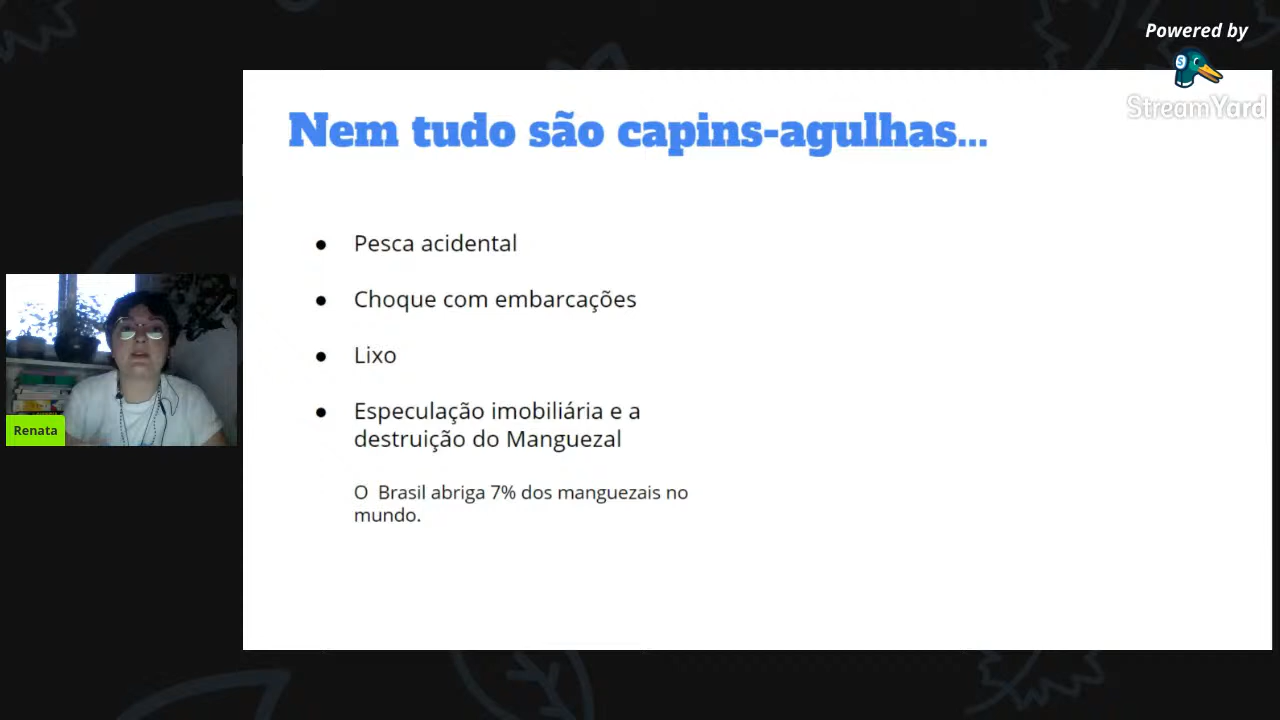 Powered by
StreamYard
Nem tudo são capins-agulhas...
● Pesca acidental
● Choque com embarcações
● Lixo
● Especulação imobiliária e a
destruição do Manguezal
O Brasil abriga 7% dos manguezais no
mundo.
Renata